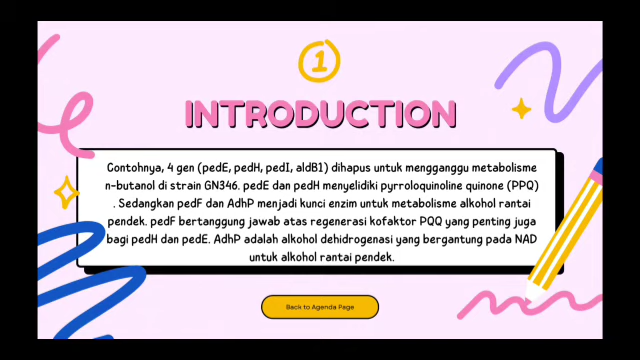 1
INTRODUCTION
Contohnya, 4 gen (pedE, pedH, pedI, aldB1) dihapus untuk mengganggu metabolisme
n-butanol di strain GN346. pedE dan pedH menyelidiki pyrroloquinoline quinone (PPQ)
. Sedangkan pedF dan AdhP menjadi kunci enzim untuk metabolisme alkohol rantai
pendek. pedF bertanggung jawab atas regenerasi kofaktor PQQ yang penting juga
bagi pedH dan pedE. AdhP adalah alkohol dehidrogenasi yang bergantung pada NAD
untuk alkohol rantai pendek.
Back to Agenda Page